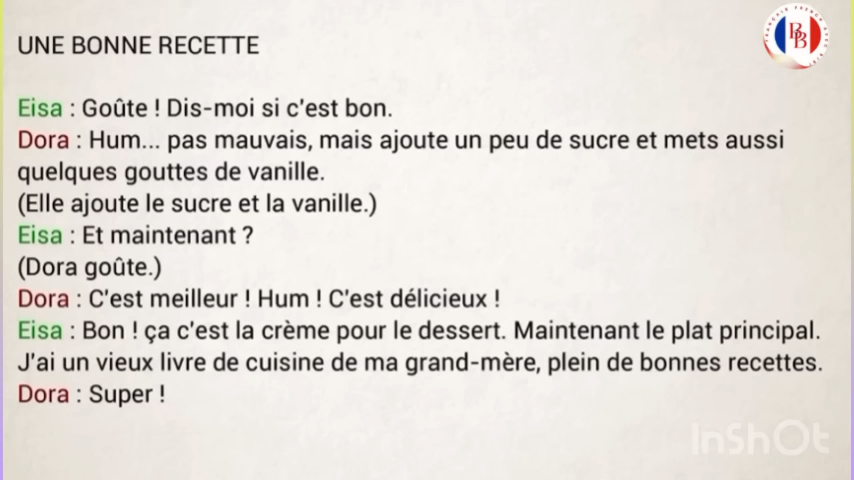 UNE BONNE RECETTE
Eisa : Goûte ! Dis-moi si c'est bon.
Dora : Hum... pas mauvais, mais ajoute un peu de sucre et mets aussi
quelques gouttes de vanille.
(Elle ajoute le sucre et la vanille.)
Eisa : Et maintenant ?
(Dora goûte.)
Dora : C'est meilleur ! Hum ! C'est délicieux !
Eisa : Bon ! ça c'est la crème pour le dessert. Maintenant le plat principal.
J'ai un vieux livre de cuisine de ma grand-mère, plein de bonnes recettes.
Dora : Super !
InShOt